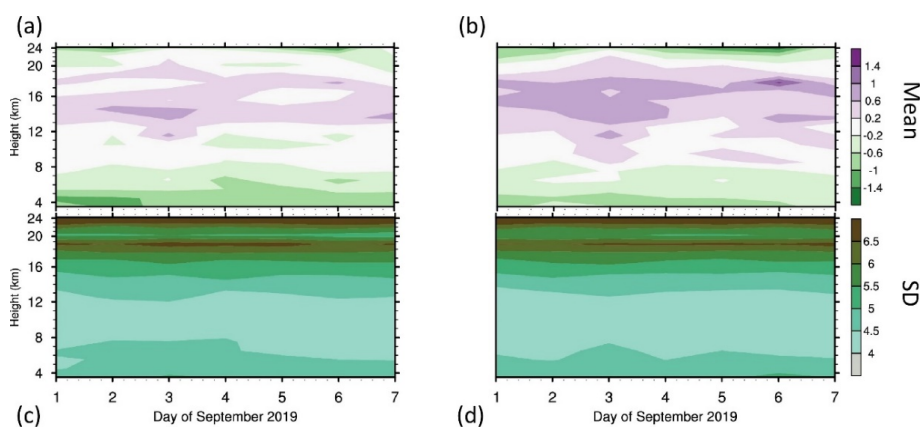 (a)
(b)
24
20
16
12
8
4
Height (km)
1.4
1
0.6
0.2
-0.2
-0.6
-1
-1.4
Mean
24
20
16
12
8
4
Height (km)
6.5
6
5.5
5
4.5
4
SD
1 2 3 4 5 6 7
1 2 3 4 5 6 7
Day of September 2019
Day of September 2019
(c)
(d)